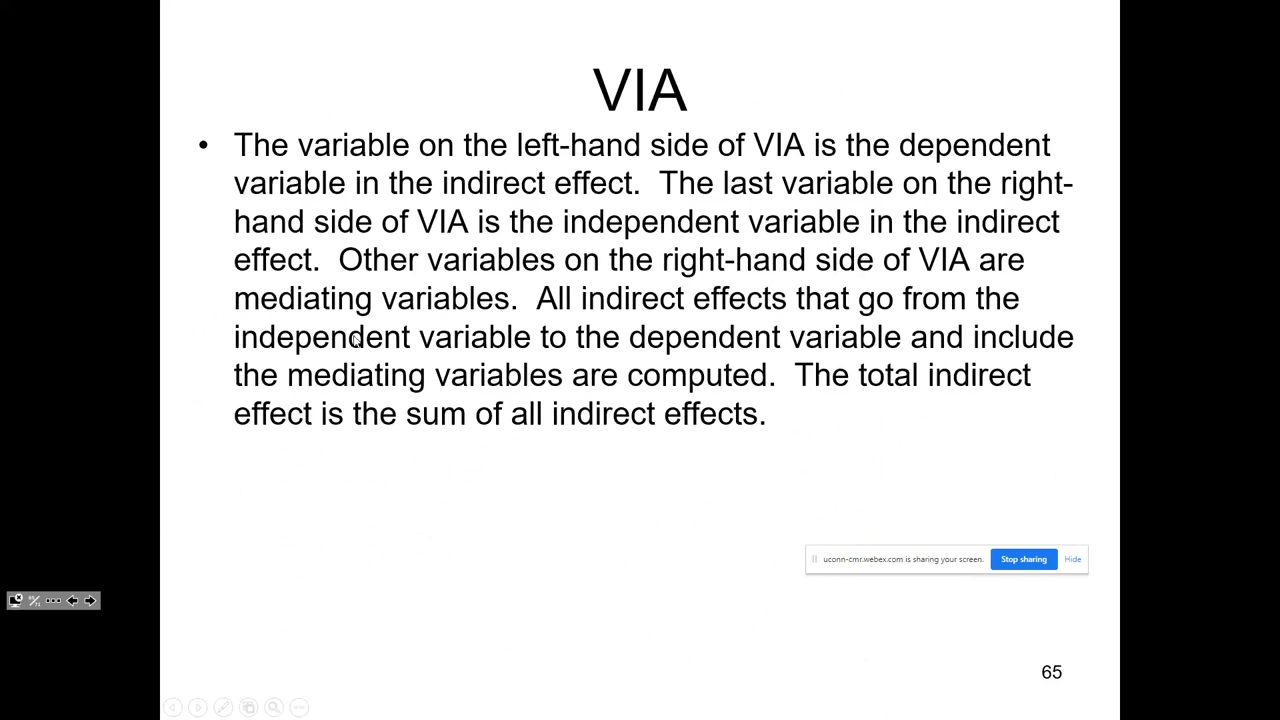 VIA
• The variable on the left-hand side of VIA is the dependent
variable in the indirect effect.  The last variable on the right-
hand side of VIA is the independent variable in the indirect
effect.  Other variables on the right-hand side of VIA are
mediating variables.  All indirect effects that go from the
independent variable to the dependent variable and include
the mediating variables are computed.  The total indirect
effect is the sum of all indirect effects.
uconn-cmr.webex.com is sharing your screen. Stop sharing Hide
65